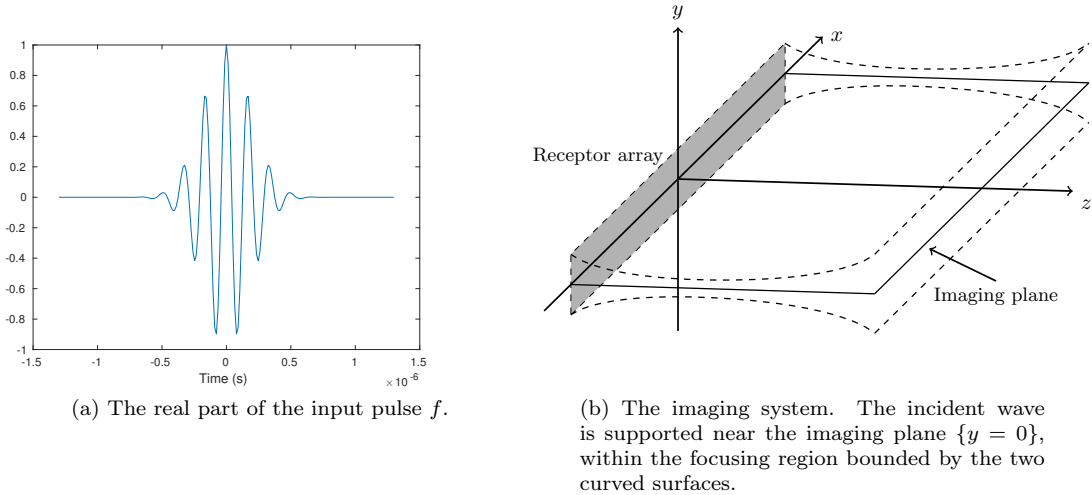 1
0.8
0.6
0.4
0.2
0
-0.2
-0.4
-0.6
-0.8
-1
-1.5 -1 -0.5 0 0.5 1 1.5
Time (s)
×10-6
(a) The real part of the input pulse f.
y
x
Receptor array
z
Imaging plane
(b) The imaging system. The incident wave
is supported near the imaging plane {y = 0},
within the focusing region bounded by the two
curved surfaces.